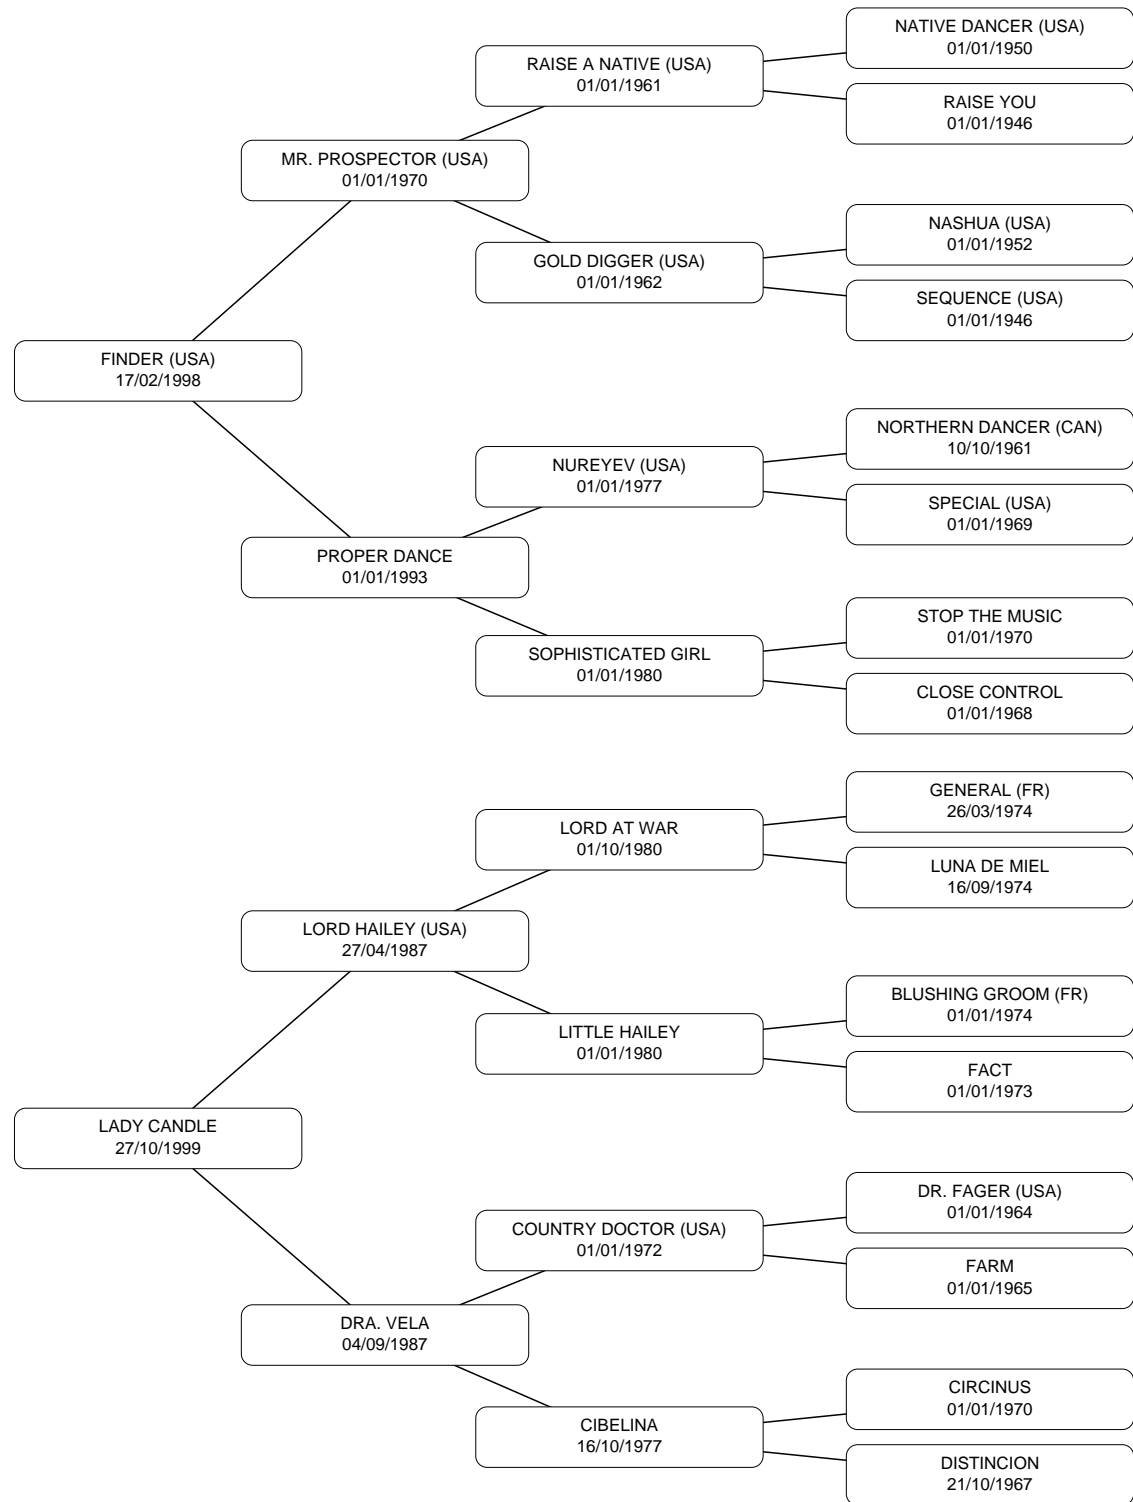 NATIVE DANCER (USA)
01/01/1950
RAISE A NATIVE (USA)
01/01/1961
RAISE YOU
01/01/1946
MR. PROSPECTOR (USA)
01/01/1970
NASHUA (USA)
01/01/1952
GOLD DIGGER (USA)
01/01/1962
SEQUENCE (USA)
01/01/1946
FINDER (USA)
17/02/1998
NORTHERN DANCER (CAN)
10/10/1961
NUREYEV (USA)
01/01/1977
SPECIAL (USA)
01/01/1969
PROPER DANCE
01/01/1993
STOP THE MUSIC
01/01/1970
SOPHISTICATED GIRL
01/01/1980
CLOSE CONTROL
01/01/1968
GENERAL (FR)
26/03/1974
LORD AT WAR
01/10/1980
LUNA DE MIEL
16/09/1974
LORD HAILEY (USA)
27/04/1987
BLUSHING GROOM (FR)
01/01/1974
LITTLE HAILEY
01/01/1980
FACT
01/01/1973
LADY CANDLE
27/10/1999
DR. FAGER (USA)
01/01/1964
COUNTRY DOCTOR (USA)
01/01/1972
FARM
01/01/1965
DRA. VELA
04/09/1987
CIRCINUS
01/01/1970
CIBELINA
16/10/1977
DISTINCION
21/10/1967